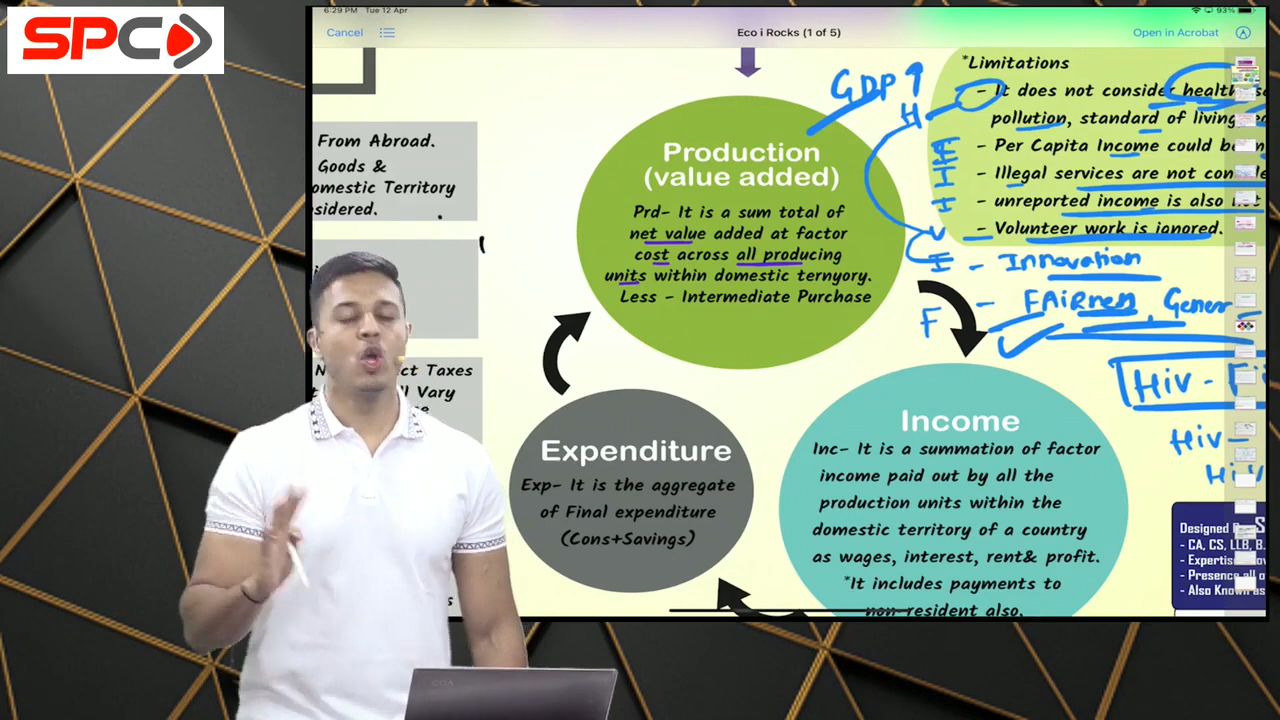 SPC
6:29 PM Tue 12 Apr
93%
Cancel
Eco i Rocks (1 of 5)
Open in Acrobat
From Abroad.
Goods &
omestic Territory
nsidered.
ct Taxes
ll Vary
GDP ↑
Production
(value added)
Prd- It is a sum total of
net value added at factor
cost across all producing
units within domestic ternyory.
Less - Intermediate Purchase
Expenditure
Exp- It is the aggregate
of Final expenditure
(Cons+Savings)
Income
Inc- It is a summation of factor
income paid out by all the
production units within the
domestic territory of a country
as wages, interest, rent& profit.
*It includes payments to
non-resident also.
*Limitations
- It does not consider health
pollution, standard of living
- Per Capita Income could be
- Illegal services are not con
- unreported income is also not
- Volunteer work is ignored.
- Innovation
- FAiRness, Gener
H
H
F
Hiv - F
Hiv-
Hiv
Designed
- CA, CS, LLB, B.
- Expertis
- Presence all o
- Also Known as